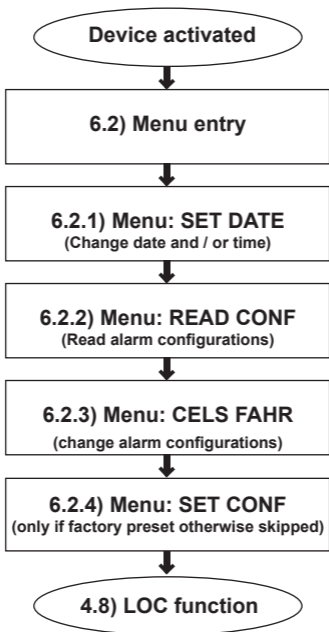 Device activated
6.2) Menu entry
6.2.1) Menu: SET DATE
(Change date and / or time)
6.2.2) Menu: READ CONF
(Read alarm configurations)
6.2.3) Menu: CELS FAHR
(change alarm configurations)
6.2.4) Menu: SET CONF
(only if factory preset otherwise skipped)
4.8) LOC function